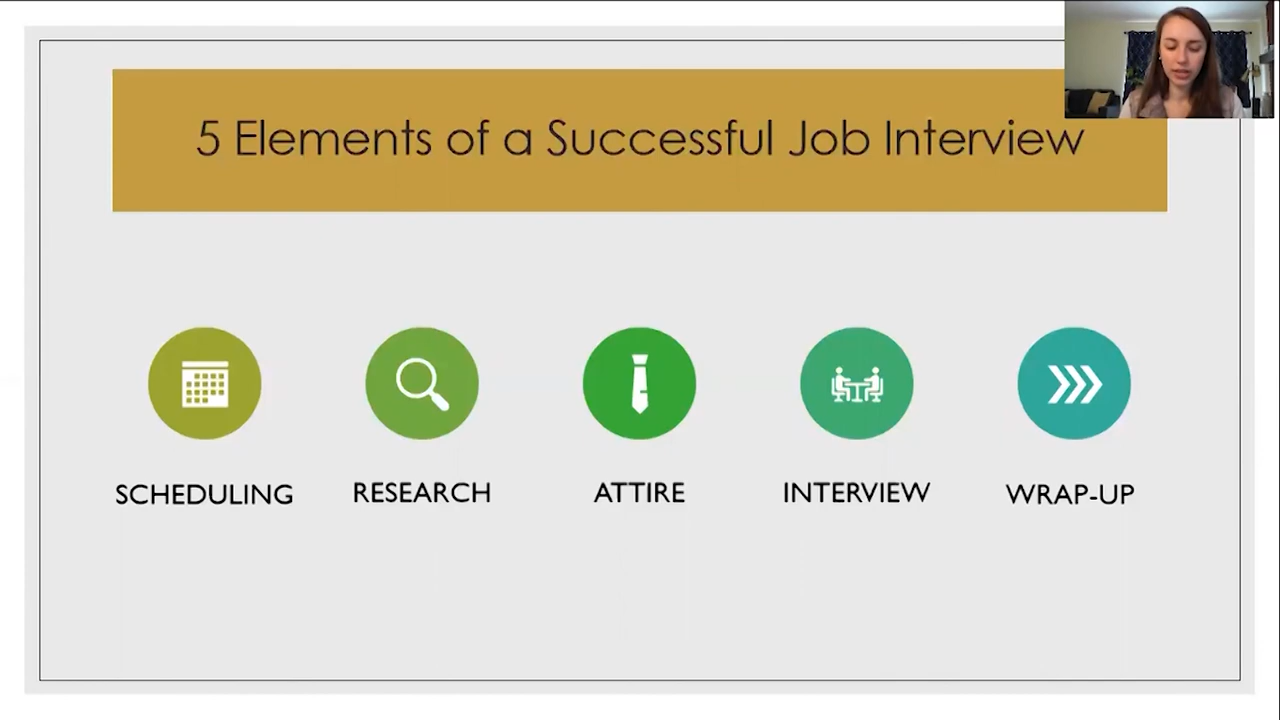 5 Elements of a Successful Job Interview
SCHEDULING
RESEARCH
ATTIRE
INTERVIEW
WRAP-UP